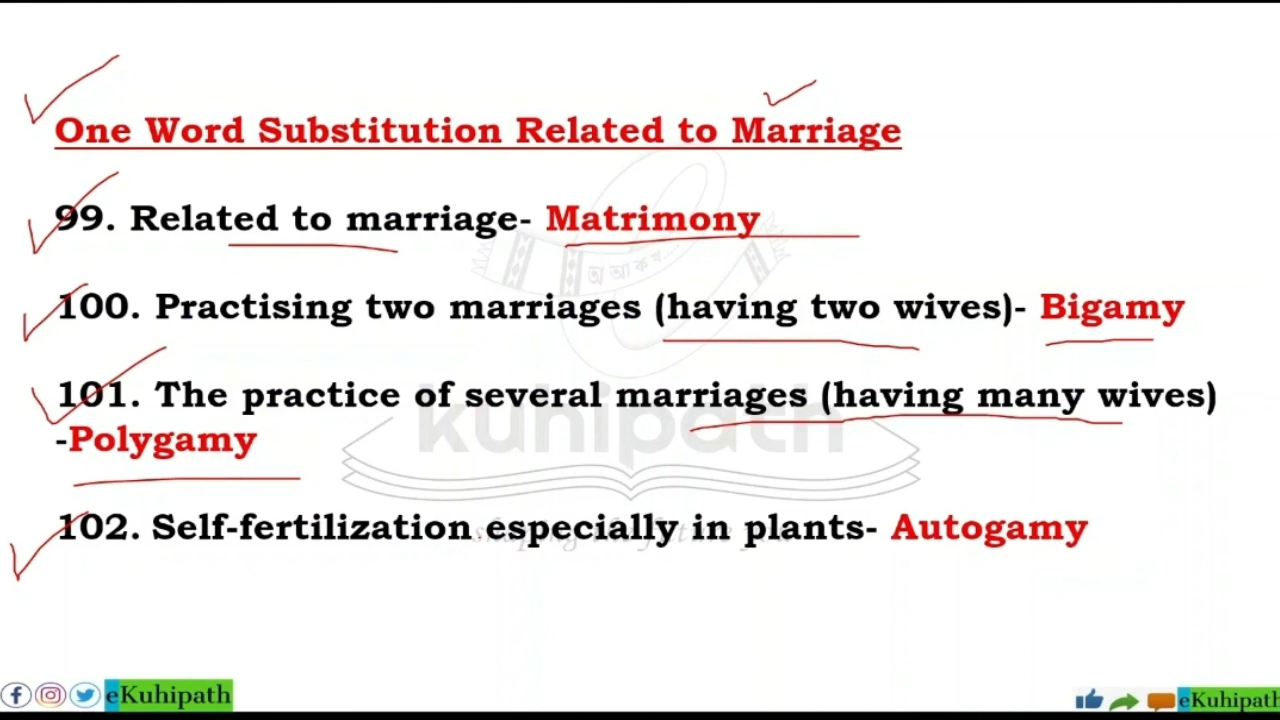 One Word Substitution Related to Marriage
99. Related to marriage- Matrimony
100. Practising two marriages (having two wives)- Bigamy
101. The practice of several marriages (having many wives)
-Polygamy
102. Self-fertilization especially in plants- Autogamy
kuhipath
অ আ ক খ....
eKuhipath
eKuhipath